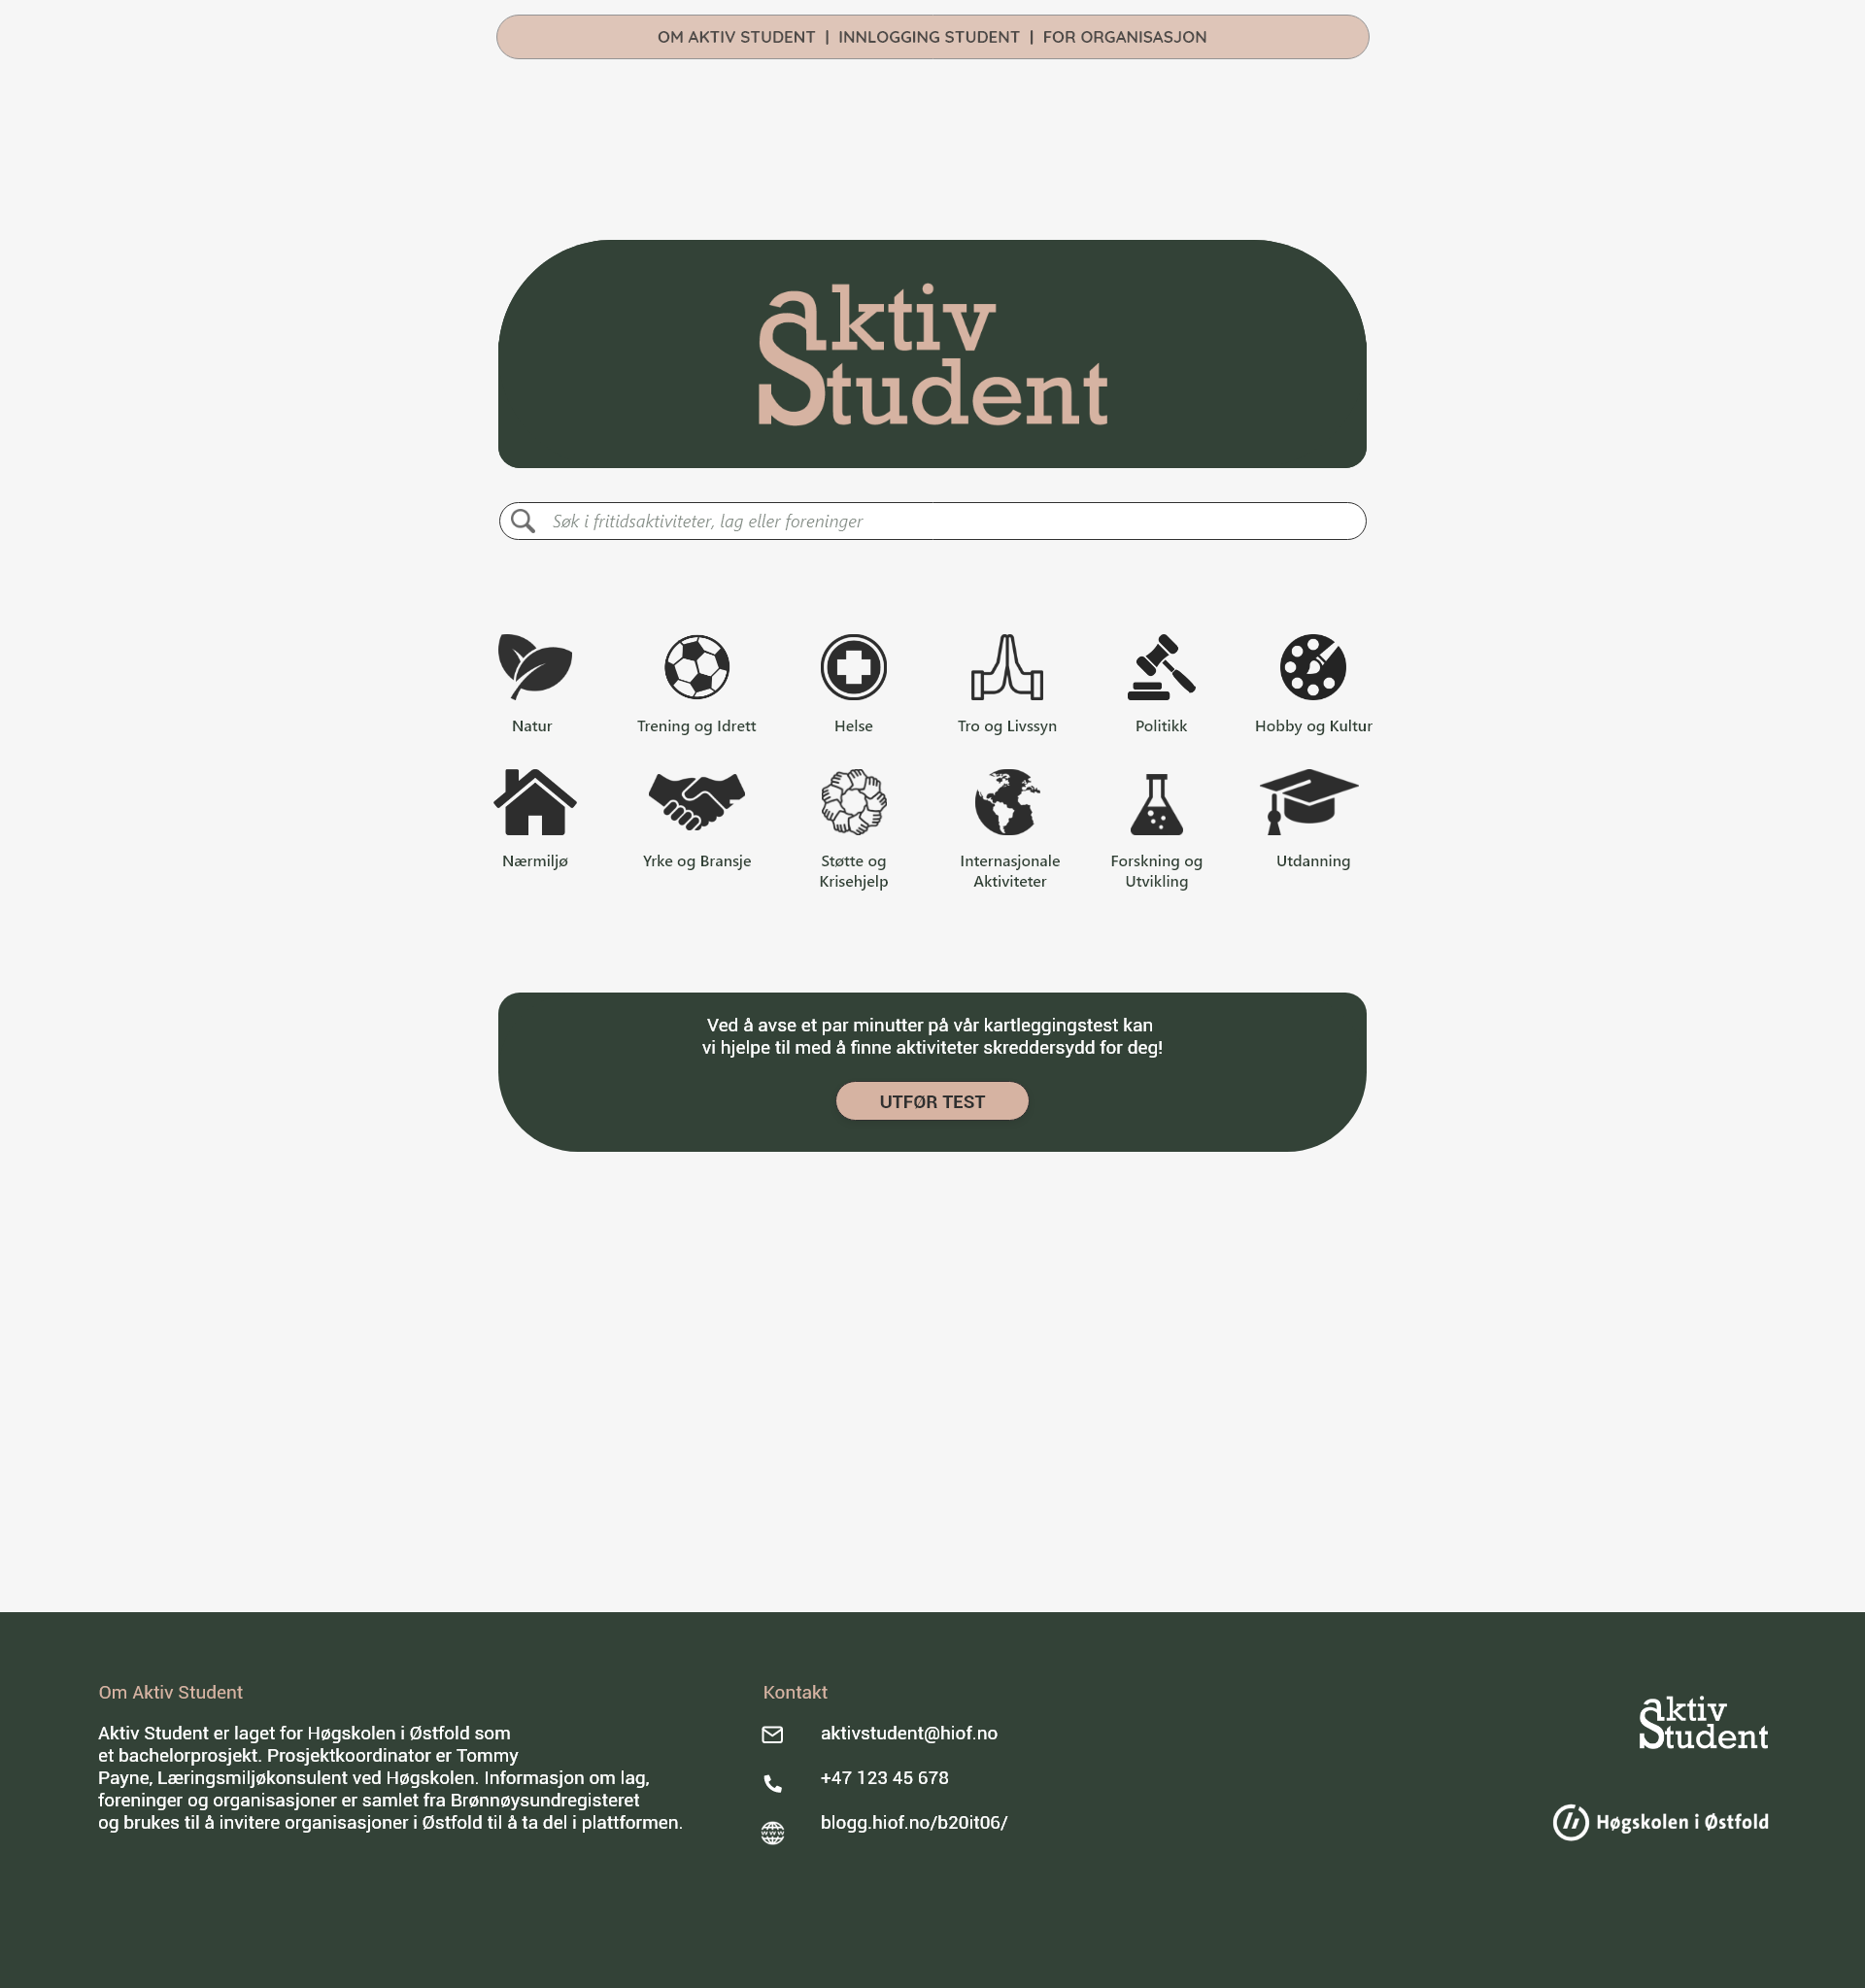 OM AKTIV STUDENT | INNLOGGING STUDENT | FOR ORGANISASJON
aktiv
Student
Søk i fritidsaktiviteter, lag eller foreninger
Natur
Trening og Idrett
Helse
Tro og Livssyn
Politikk
Hobby og Kultur
Nærmiljø
Yrke og Bransje
Støtte og
Krisehjelp
Internasjonale
Aktiviteter
Forskning og
Utvikling
Utdanning
Ved å avse et par minutter på vår kartleggingstest kan
vi hjelpe til med å finne aktiviteter skreddersydd for deg!
UTFØR TEST
Om Aktiv Student
Aktiv Student er laget for Høgskolen i Østfold som
et bachelorprosjekt. Prosjektkoordinator er Tommy
Payne, Læringsmiljøkonsulent ved Høgskolen. Informasjon om lag,
foreninger og organisasjoner er samlet fra Brønnøysundregisteret
og brukes til å invitere organisasjoner i Østfold til å ta del i plattformen.
Kontakt
aktivstudent@hiof.no
+47 123 45 678
blogg.hiof.no/b20it06/
aktiv
Student
Høgskolen i Østfold